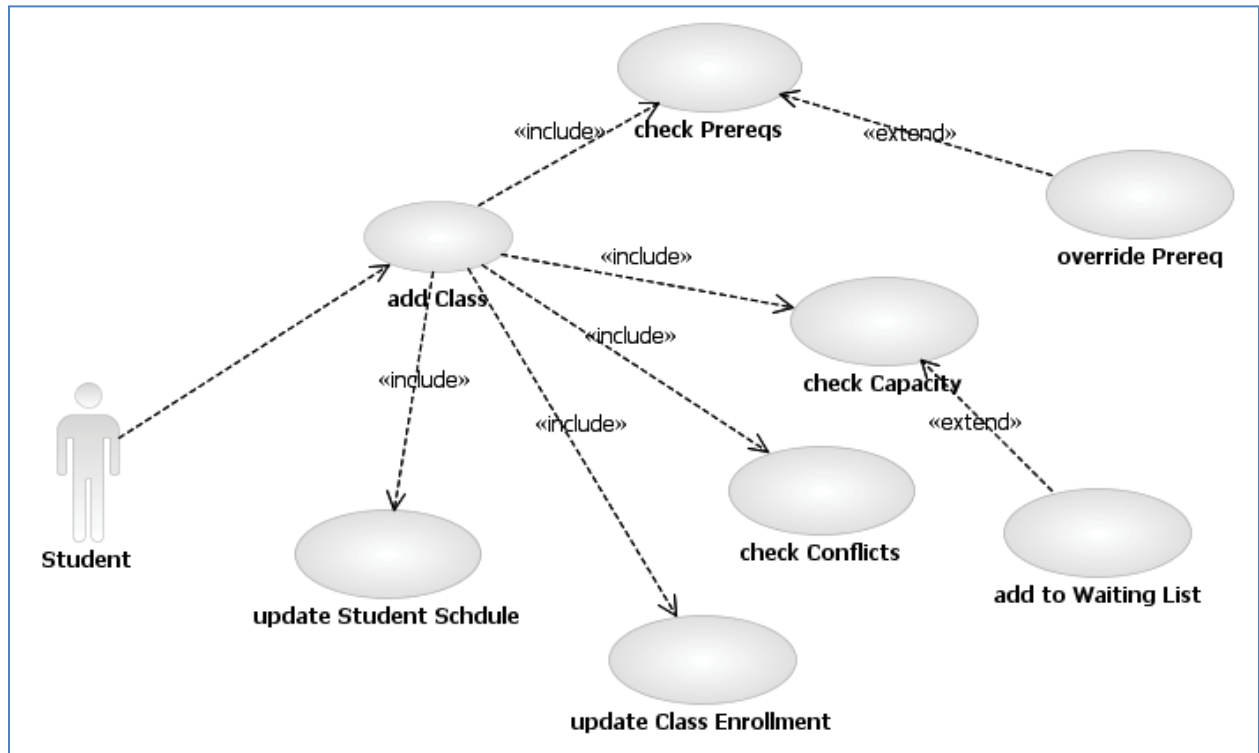 «include»
check Prereqs
«extend»
add Class
«include»
override Prereq
«include»
check Capacity
«include»
«include»
«extend»
Student
update Student Schdule
check Conflicts
add to Waiting List
update Class Enrollment